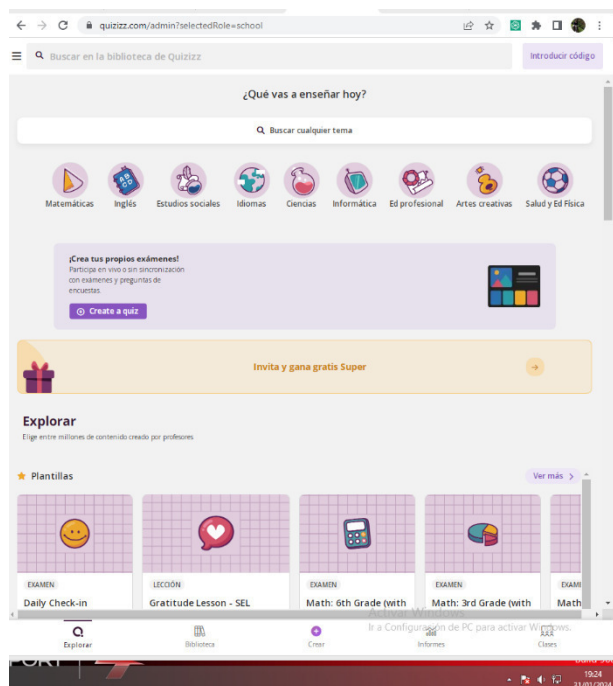 quizizz.com/admin?selectedRole=school
Buscar en la biblioteca de Quizizz
Introducir código
¿Qué vas a enseñar hoy?
Buscar cualquier tema
Matemáticas
Inglés
Estudios sociales
Idiomas
Ciencias
Informática
Ed profesional
Artes creativas
Salud y Ed Física
¡Crea tus propios exámenes!
Participa en vivo o sin sincronización
con exámenes y preguntas de
encuestas
Create a quiz
Invita y gana gratis Super
Explorar
Elige entre millones de contenido creado por profesores
Plantillas
Ver más
EXAMEN
Daily Check-in
LECCIÓN
Gratitude Lesson - SEL
EXAMEN
Math: 6th Grade (with
EXAMEN
Math: 3rd Grade (with
EXAM
Math
Activar Windows
Ir a Configuración de PC para activar Windows.
Explorar
Biblioteca
Crear
Informes
Clases
19:24
31/01/2024